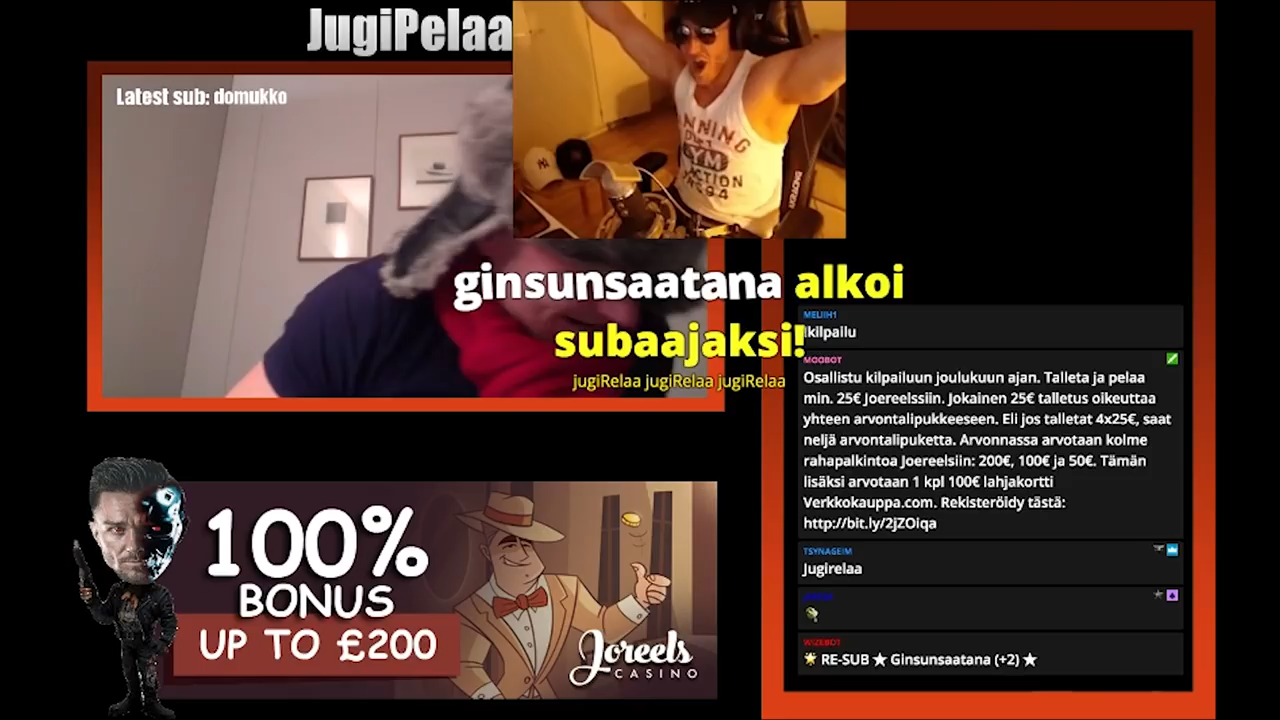 JugiPelaa
Latest sub: domukko
ginsunsaatana alkoi
subaajaksi!
jugiRelaa jugiRelaa jugiRelaa
MELIIH1
kilpailu
MOOBOT
Osallistu kilpailuun joulukuun ajan. Talleta ja pelaa
min. 25€ Joereelssiin. Jokainen 25€ talletus oikeuttaa
yhteen arvontalipukkeeseen. Eli jos talletat 4x25€, saat
neljä arvontalipuketta. Arvonnassa arvotaan kolme
rahapalkintoa Joereelsiin: 200€, 100€ ja 50€. Tämän
lisäksi arvotaan 1 kpl 100€ lahjakortti
Verkkokauppa.com. Rekisteröidy tästä:
http://bit.ly/2jZOiqa
TSYNAGEIM
Jugirelaa
WIZEBOT
RE-SUB ★ Ginsunsaatana (+2) ★
100%
BONUS
UP TO £200
Joreels
CASINO